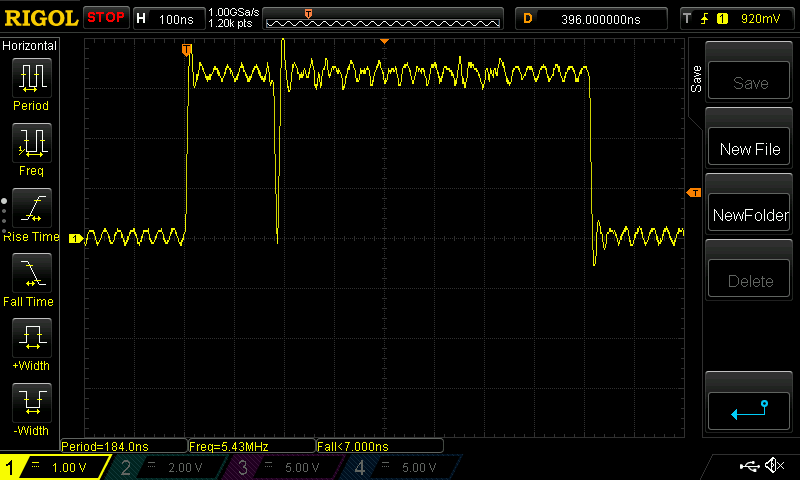 RIGOL STOP H 100ns 1.00GSa/s D 396.000000ns T 1 920mV
1.20k pts
T
Horizontal
Period
Freq
Rise Time
Fall Time
+Width
-Width
T
1
T
Save
Save
New File
NewFolder
Delete
Period=184.0ns Freq=5.43MHz Fall<7.000ns
1 1.00 V 2 2.00 V 3 5.00 V 4 5.00 V